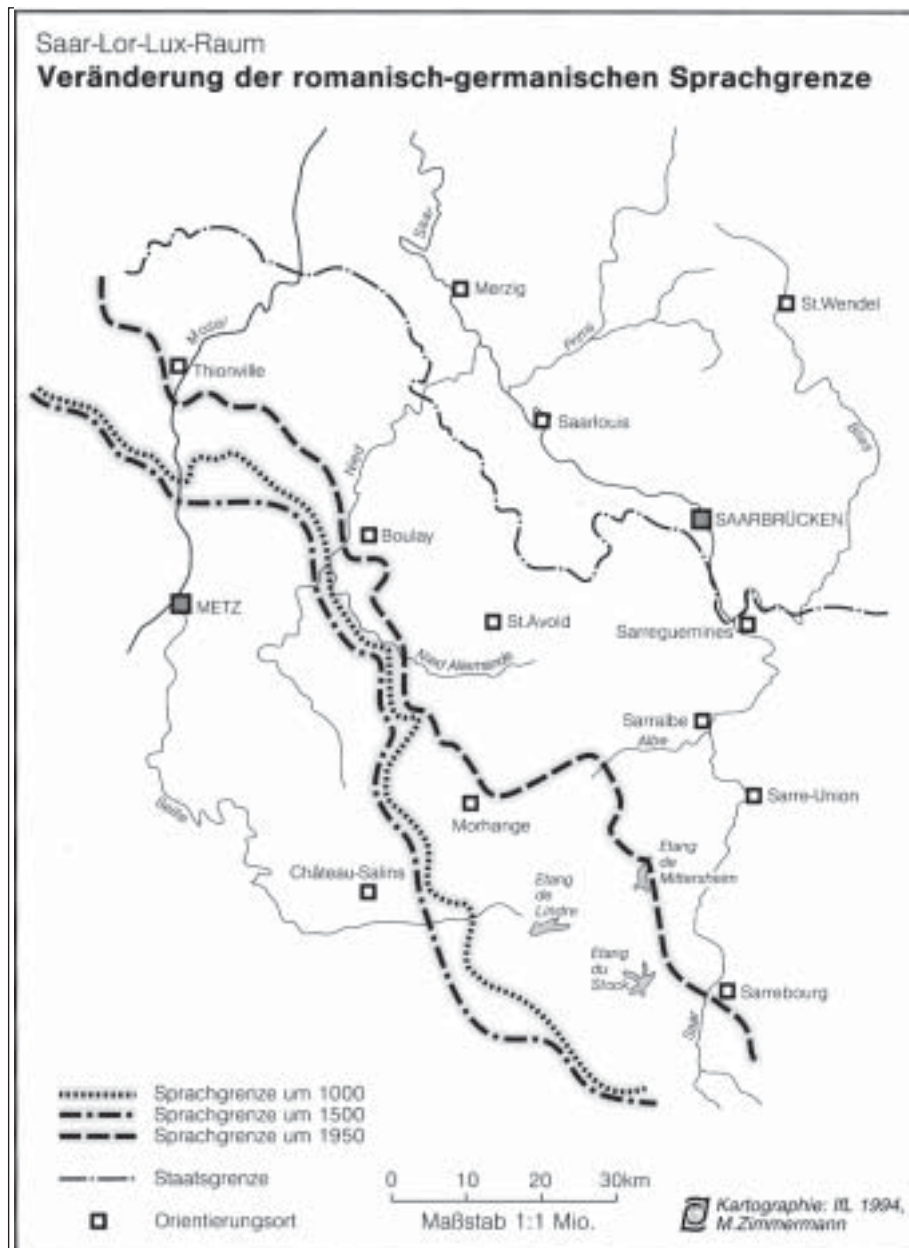 Saar-Lor-Lux-Raum
Veränderung der romanisch-germanischen Sprachgrenze
Saar
Merzig
St.Wendel
Prims
Mosel
Thionville
Saarlouis
Blies
Nied
SAARBRÜCKEN
Boulay
METZ
St.Avold
Sarreguemines
Nied Allemande
Sarralbe
Albe
Sarre-Union
Morhange
Seille
Château-Salins
Etang
de
Mittersheim
Etang
de
Lindre
Etang
du
Stock
Sarrebourg
Saar
Sprachgrenze um 1000
Sprachgrenze um 1500
Sprachgrenze um 1950
Staatsgrenze
Orientierungsort
0 10 20 30km
Maßstab 1:1 Mio.
Kartographie: IfL 1994,
M.Zimmermann